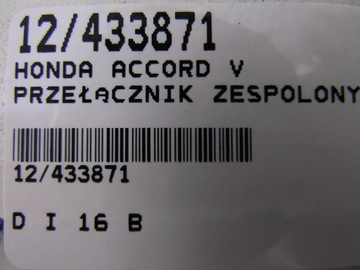 12/433871
HONDA ACCORD V
PRZEŁĄCZNIK ZESPOLONY
12/433871
D I 16 B